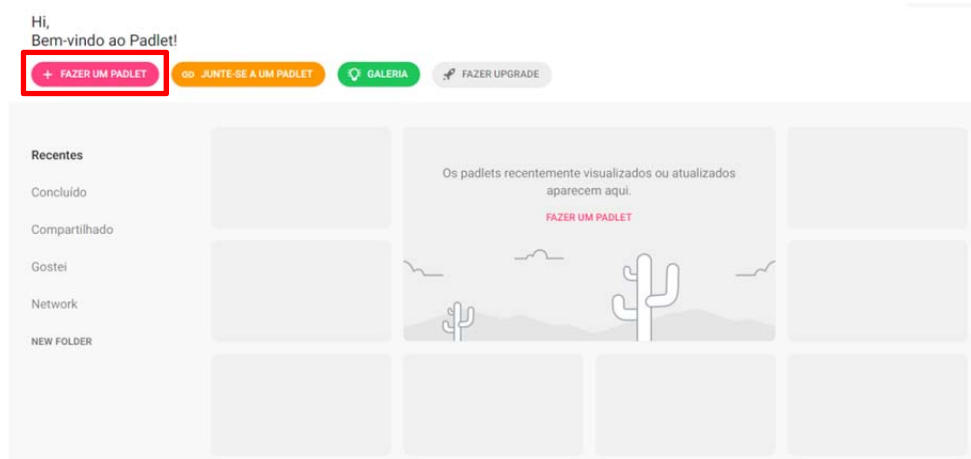 Hi,
Bem-vindo ao Padlet!
+ FAZER UM PADLET
JUNTE-SE A UM PADLET
GALERIA
FAZER UPGRADE
Recentes
Concluído
Compartilhado
Gostei
Network
NEW FOLDER
Os padlets recentemente visualizados ou atualizados
aparecem aqui.
FAZER UM PADLET